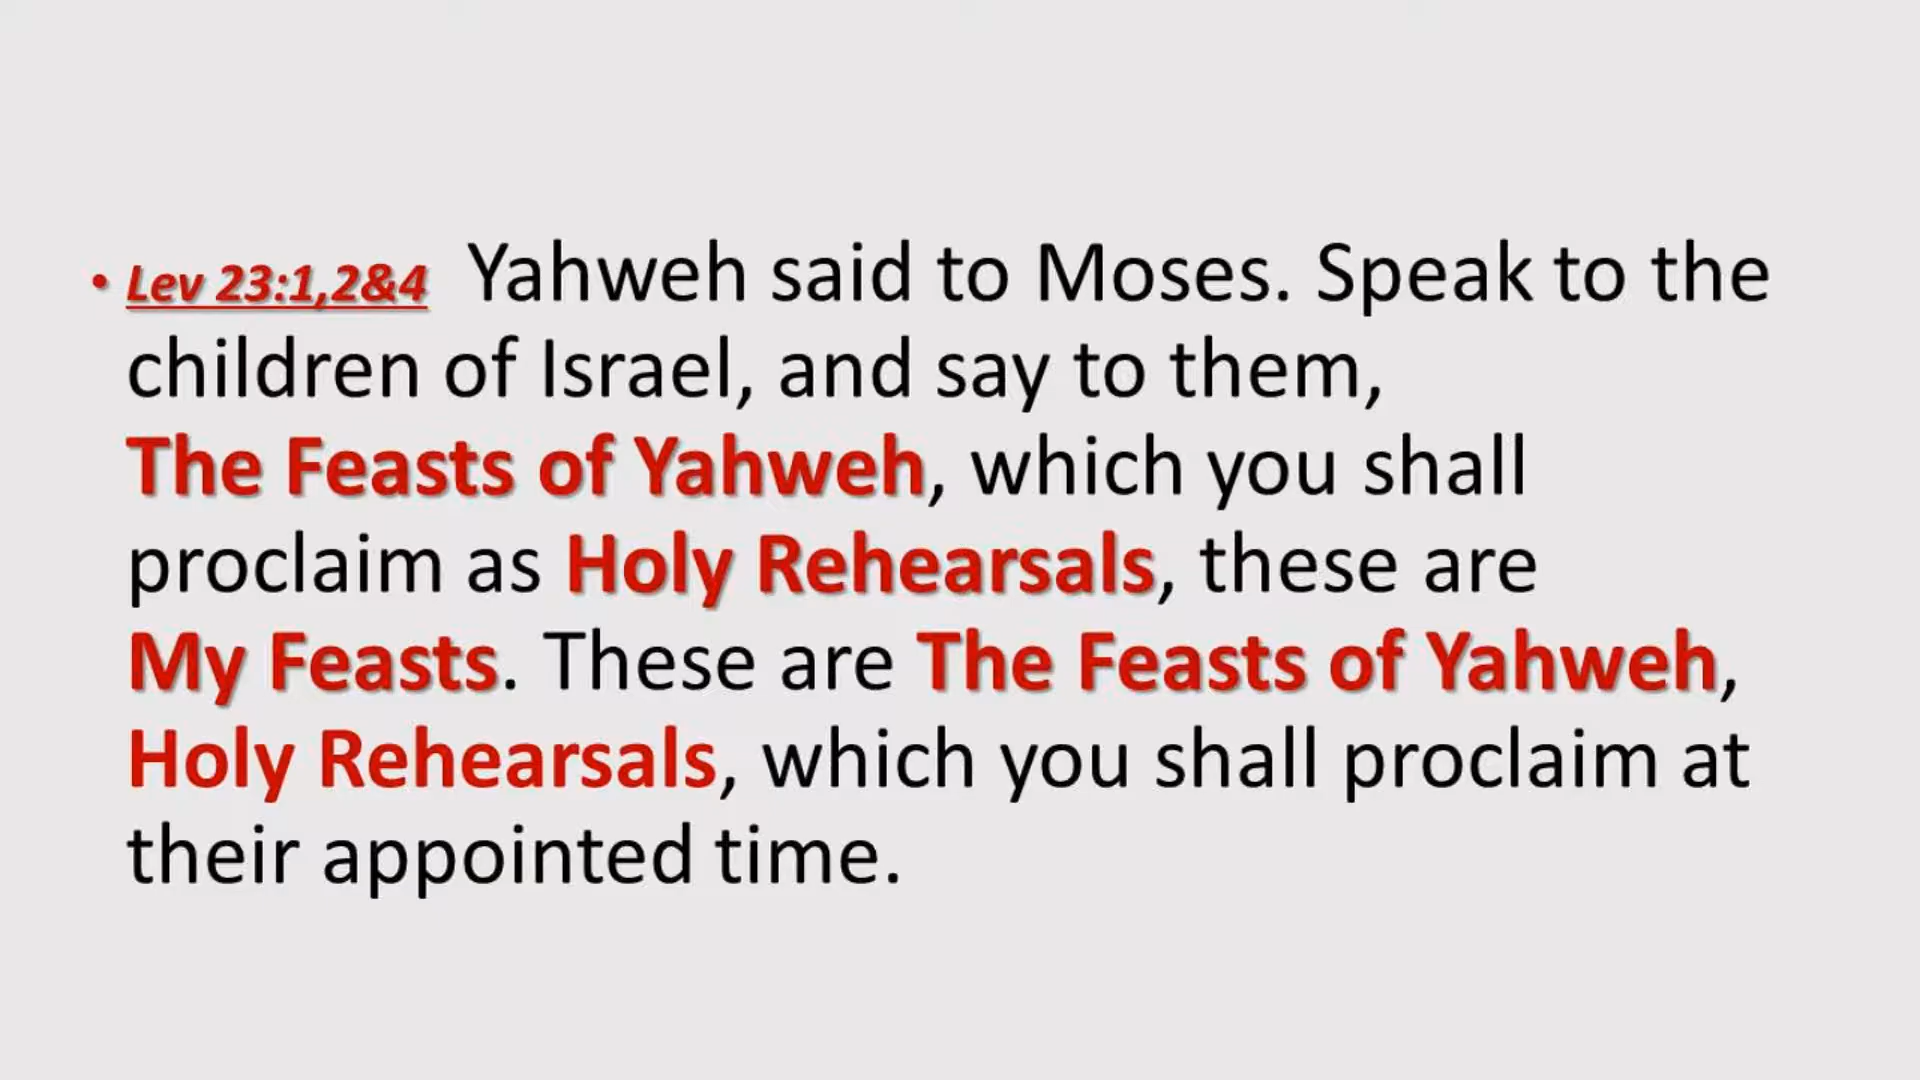 • Lev 23:1,2&4 Yahweh said to Moses. Speak to the
children of Israel, and say to them,
The Feasts of Yahweh, which you shall
proclaim as Holy Rehearsals, these are
My Feasts. These are The Feasts of Yahweh,
Holy Rehearsals, which you shall proclaim at
their appointed time.